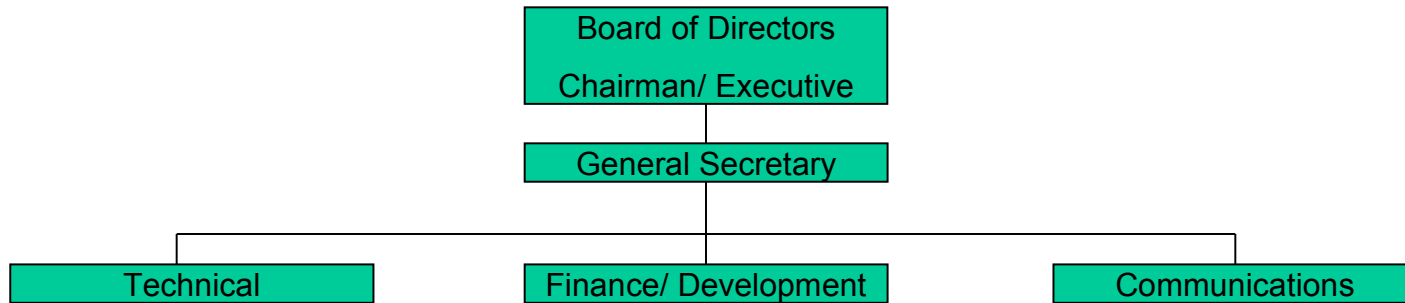 Board of Directors
Chairman/ Executive
General Secretary
Technical
Finance/ Development
Communications